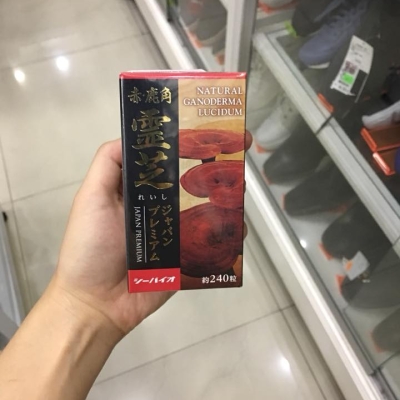 赤鹿角
霊芝
れいし
ジャパン
プレミアム
JAPAN PREMIUM
シーハイオ
NATURAL
GANODERMA
LUCIDUM
約240粒